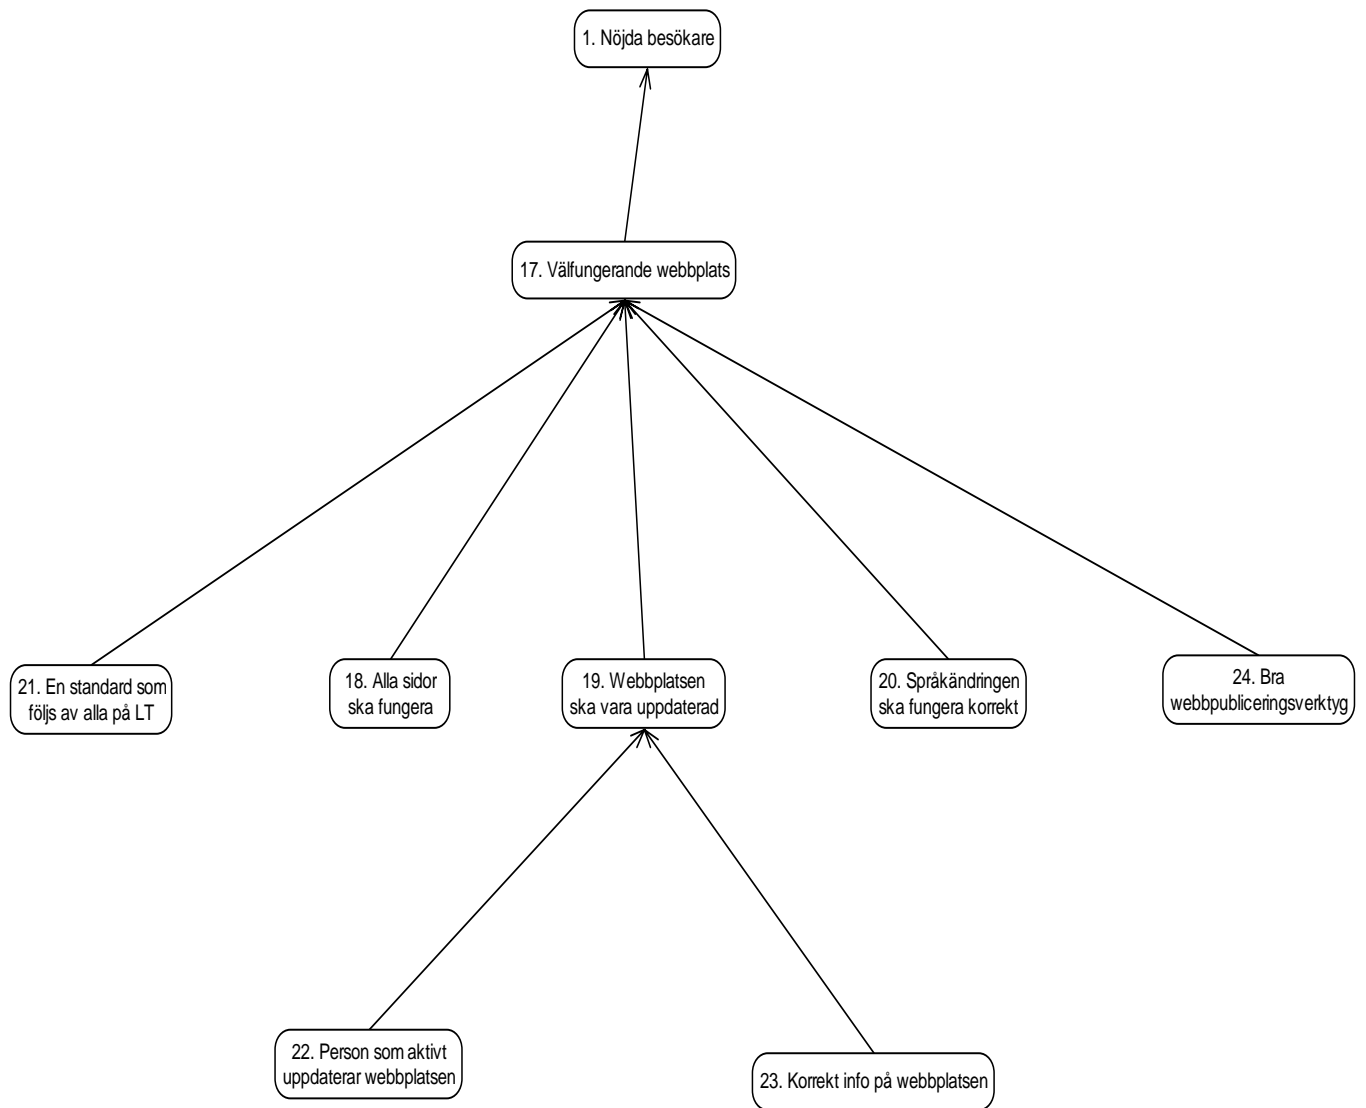 1. Nöjda besökare
17. Välfungerande webbplats
21. En standard som
följs av alla på LT
18. Alla sidor
ska fungera
19. Webbplatsen
ska vara uppdaterad
20. Språkändringen
ska fungera korrekt
24. Bra
webbpubliceringsverktyg
22. Person som aktivt
uppdaterar webbplatsen
23. Korrekt info på webbplatsen